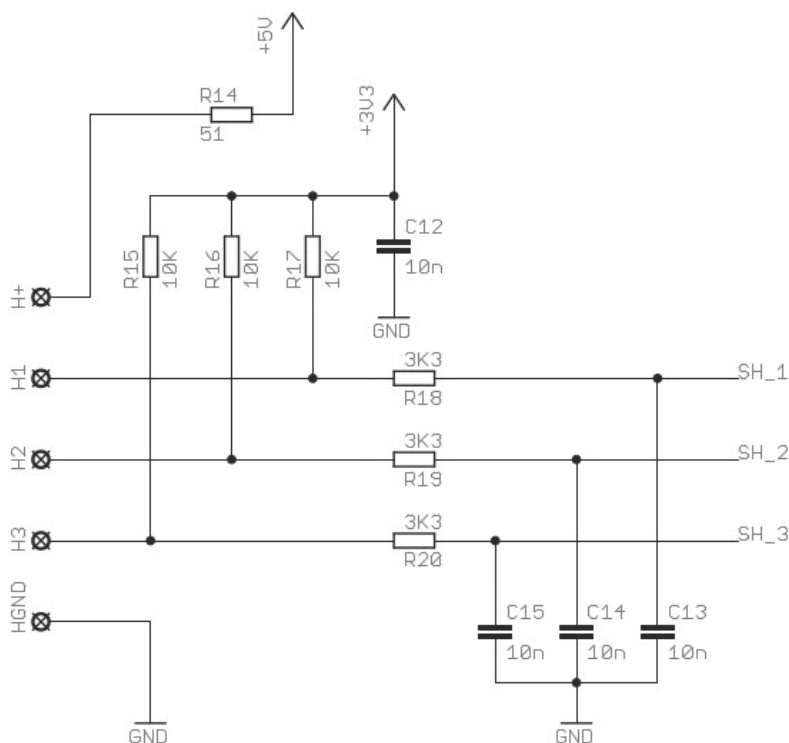 +5V
R14
51
+3V3
C12
10n
R15
10K
R16
10K
R17
10K
H+
GND
H1
3K3
R18
SH_1
H2
3K3
R19
SH_2
H3
3K3
R20
SH_3
HGND
C15
10n
C14
10n
C13
10n
GND
GND